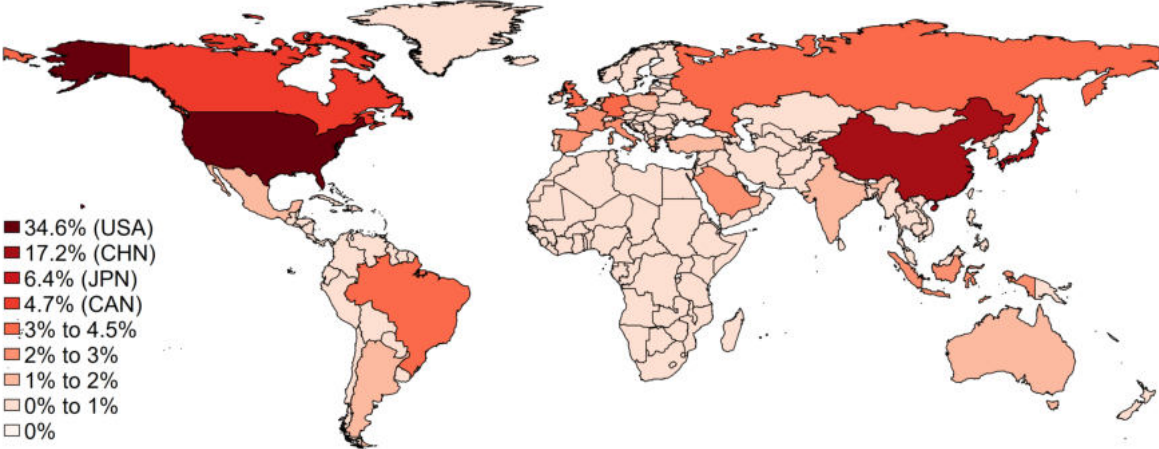 34.6% (USA)
17.2% (CHN)
6.4% (JPN)
4.7% (CAN)
3% to 4.5%
2% to 3%
1% to 2%
0% to 1%
0%